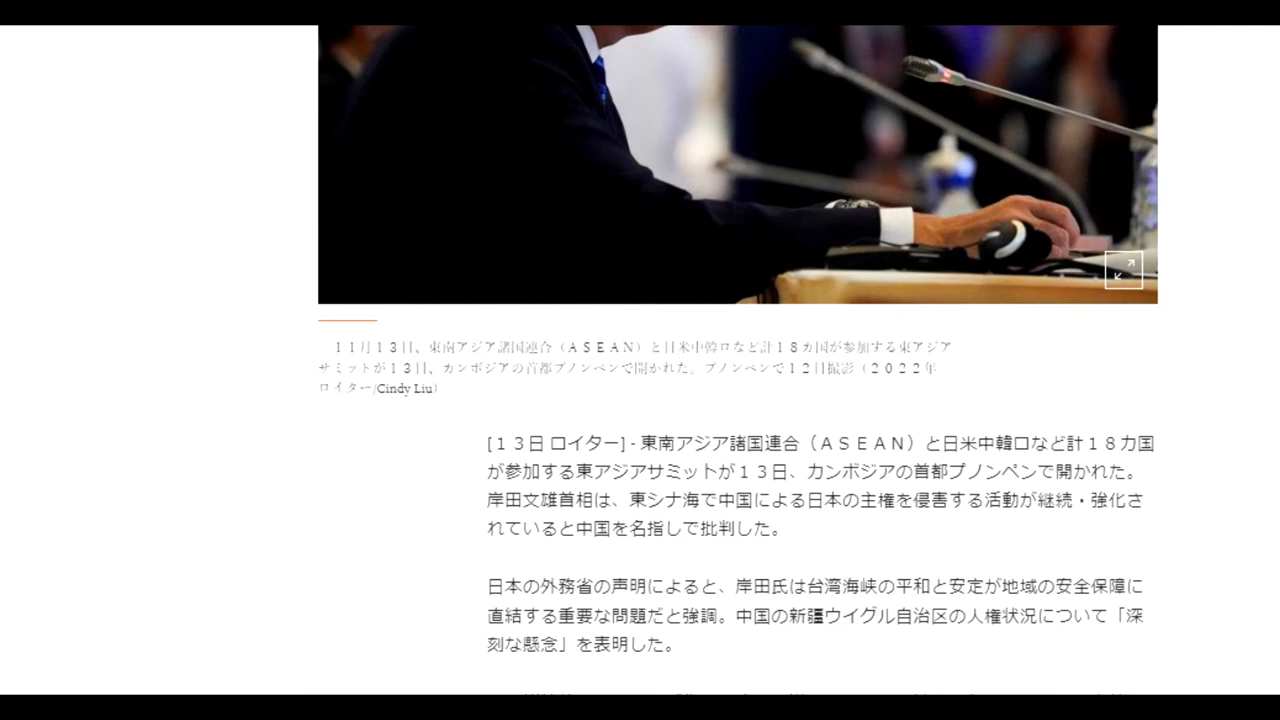 １１月１３日、東南アジア諸国連合（ＡＳＥＡＮ）と日米中韓ロなど計１８カ国が参加する東アジア
サミットが１３日、カンボジアの首都プノンペンで開かれた。プノンペンで１２日撮影（２０２２年
ロイター/Cindy Liu）
[１３日 ロイター] - 東南アジア諸国連合（ＡＳＥＡＮ）と日米中韓ロなど計１８カ国
が参加する東アジアサミットが１３日、カンボジアの首都プノンペンで開かれた。
岸田文雄首相は、東シナ海で中国による日本の主権を侵害する活動が継続・強化さ
れていると中国を名指しで批判した。
日本の外務省の声明によると、岸田氏は台湾海峡の平和と安定が地域の安全保障に
直結する重要な問題だと強調。中国の新疆ウイグル自治区の人権状況について「深
刻な懸念」を表明した。